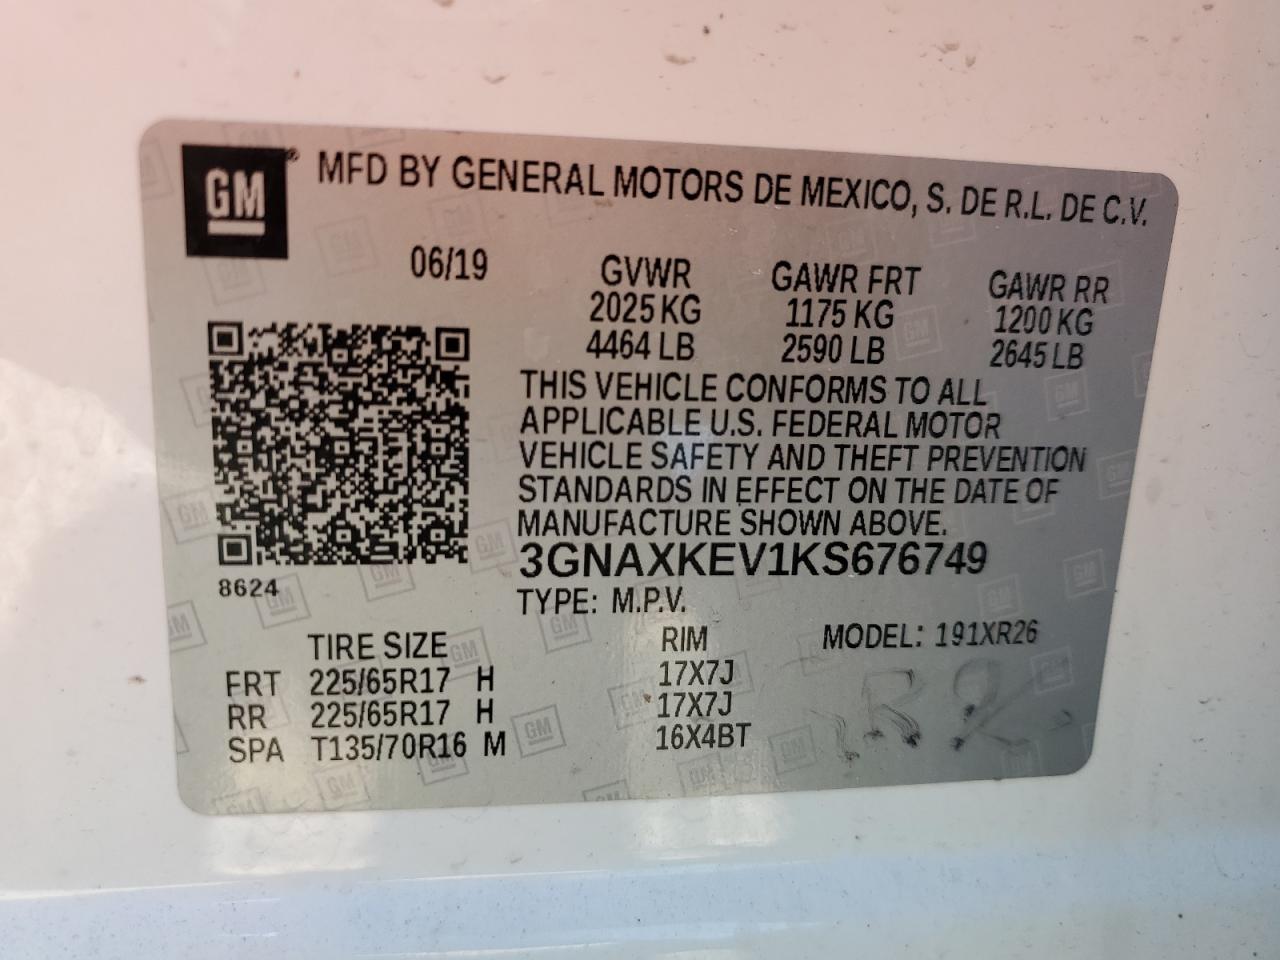 GM ® MFD BY GENERAL MOTORS DE MEXICO, S. DE R.L. DE C.V.
06/19 GVWR GAWR FRT GAWR RR
2025 KG 1175 KG 1200 KG
4464 LB 2590 LB 2645 LB
THIS VEHICLE CONFORMS TO ALL
APPLICABLE U.S. FEDERAL MOTOR
VEHICLE SAFETY AND THEFT PREVENTION
STANDARDS IN EFFECT ON THE DATE OF
MANUFACTURE SHOWN ABOVE.
3GNAXKEV1KS676749
8624
TYPE: M.P.V.
TIRE SIZE RIM MODEL: 191XR26
FRT 225/65R17 H 17X7J
RR 225/65R17 H 17X7J
SPA T135/70R16 M 16X4BT